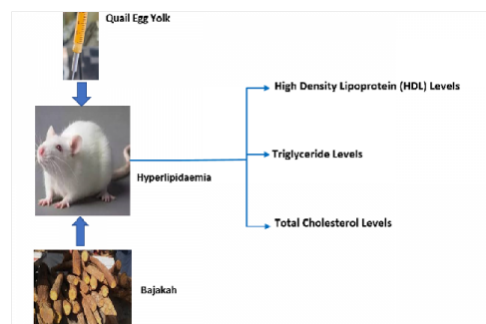 Quail Egg Yolk
High Density Lipoprotein (HDL) Levels
Triglyceride Levels
Hyperlipidaemia
Total Cholesterol Levels
Bajakah